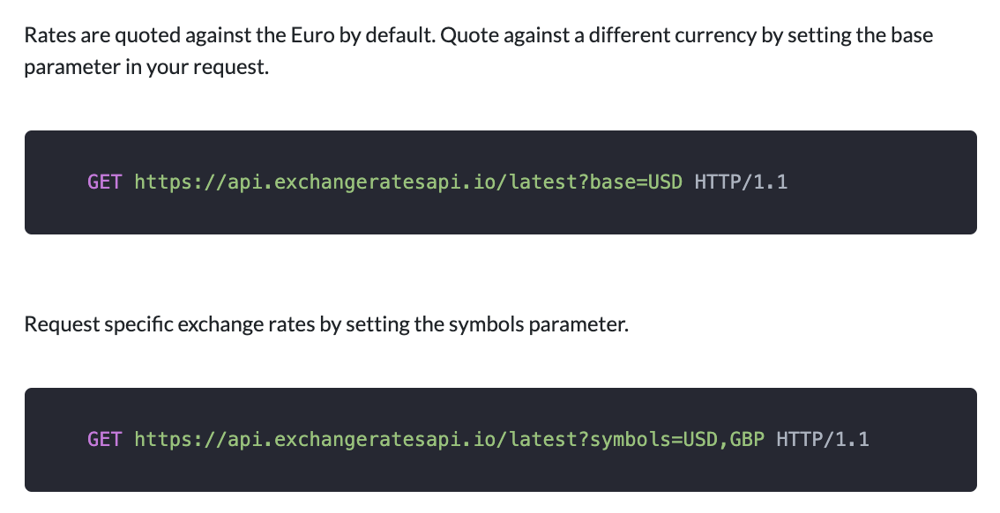 Rates are quoted against the Euro by default. Quote against a different currency by setting the base
parameter in your request.
GET https://api.exchangeratesapi.io/latest?base=USD HTTP/1.1
Request specific exchange rates by setting the symbols parameter.
GET https://api.exchangeratesapi.io/latest?symbols=USD,GBP HTTP/1.1